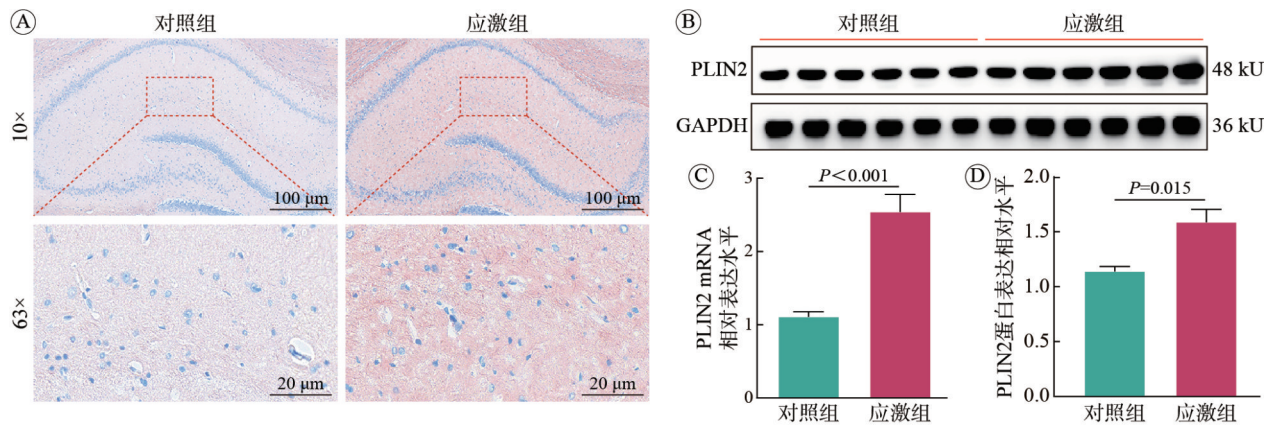 Ⓐ 对照组 应激组
10×
100 μm 100 μm
63×
20 μm 20 μm
Ⓑ 对照组 应激组
PLIN2 48 kU
GAPDH 36 kU
Ⓒ
PLIN2 mRNA
相对表达水平
3
2
1
0
P＜0.001
对照组 应激组
Ⓓ
PLIN2蛋白表达相对水平
2.0
1.5
1.0
0.5
0.0
P=0.015
对照组 应激组